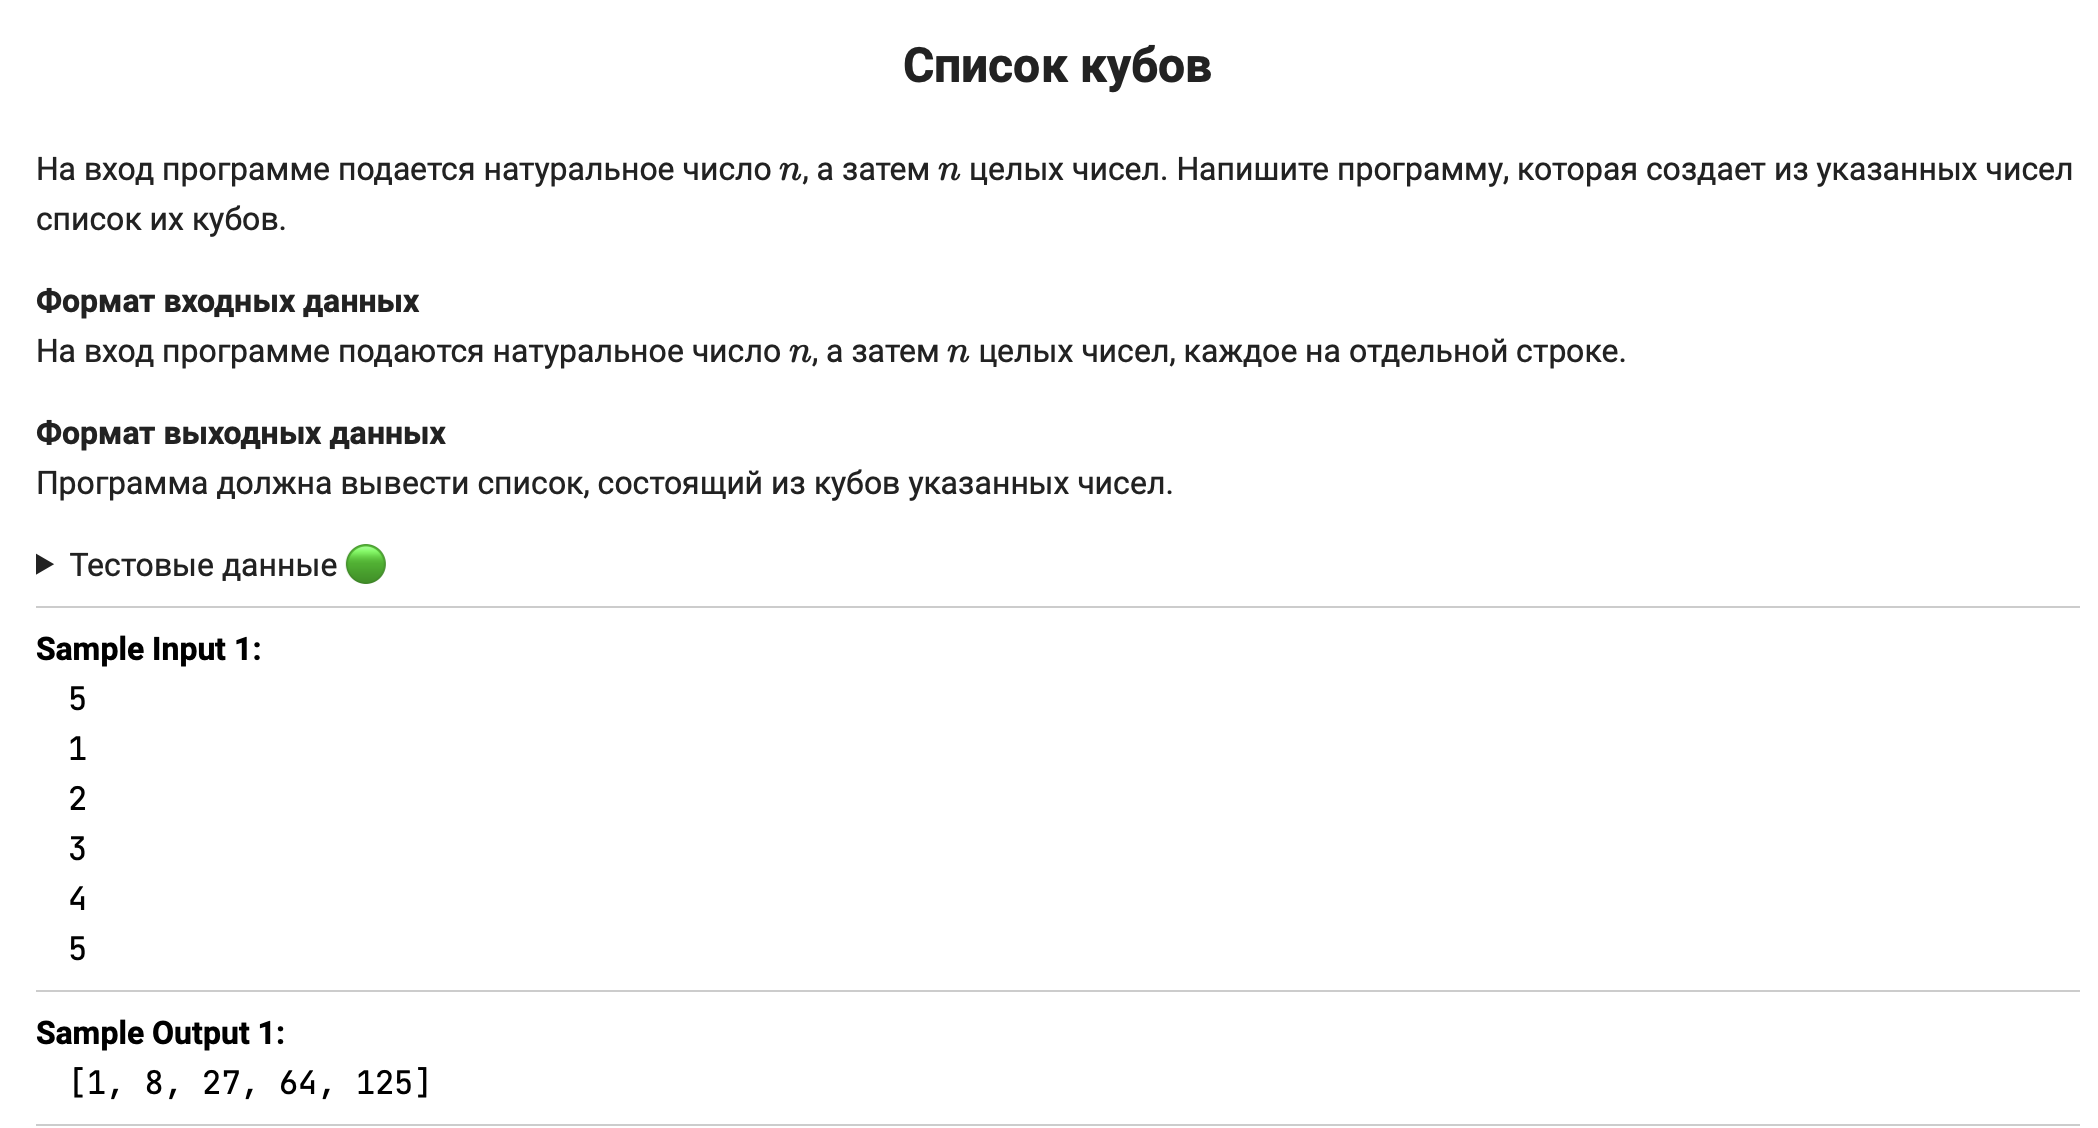 Список кубов
На вход программе подается натуральное число n, а затем n целых чисел. Напишите программу, которая создает из указанных чисел
список их кубов.
Формат входных данных
На вход программе подаются натуральное число n, а затем n целых чисел, каждое на отдельной строке.
Формат выходных данных
Программа должна вывести список, состоящий из кубов указанных чисел.
Тестовые данные
Sample Input 1:
5
1
2
3
4
5
Sample Output 1:
[1, 8, 27, 64, 125]